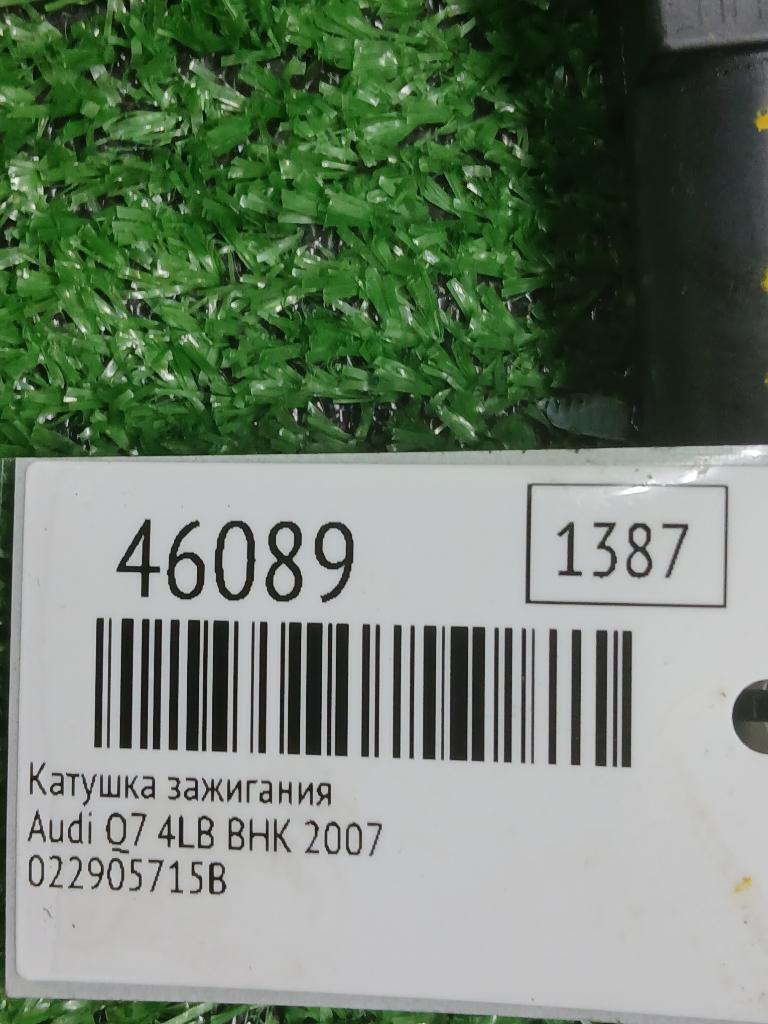 46089
1387
Катушка зажигания
Audi Q7 4LB BHK 2007
022905715B